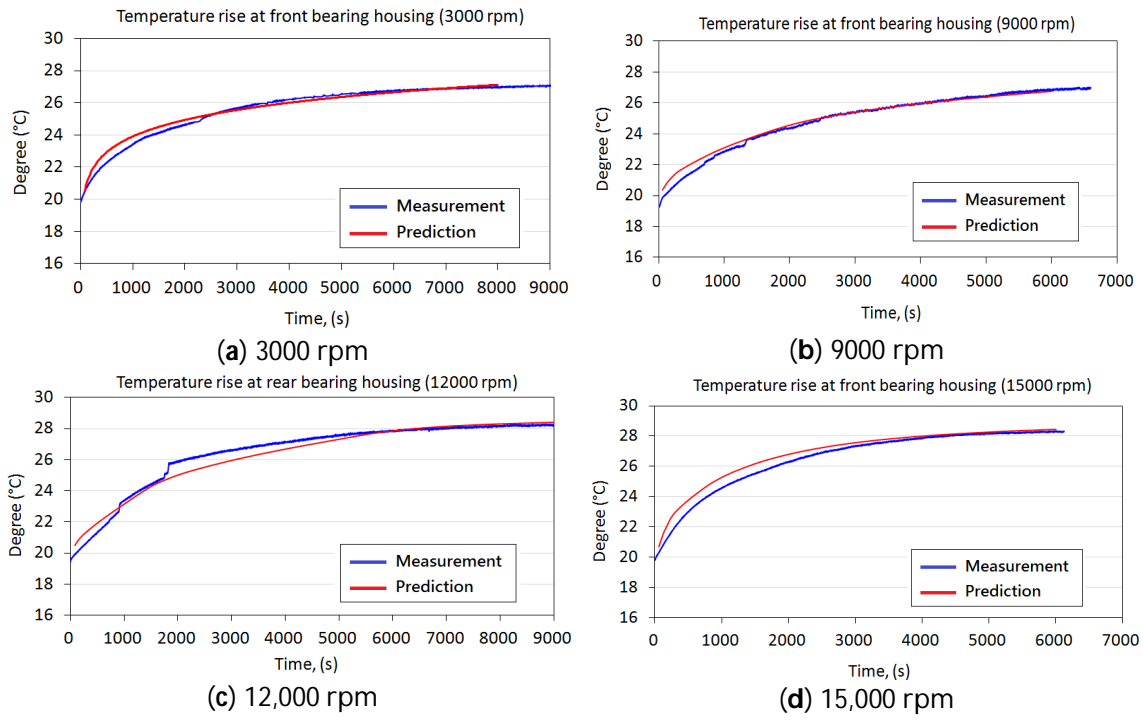 Temperature rise at front bearing housing (3000 rpm)
Degree (°C)
30
28
26
24
22
20
18
16
Measurement
Prediction
0 1000 2000 3000 4000 5000 6000 7000 8000 9000
Time, (s)
(a) 3000 rpm
Temperature rise at front bearing housing (9000 rpm)
Degree (°C)
30
28
26
24
22
20
18
16
Measurement
Prediction
0 1000 2000 3000 4000 5000 6000 7000
Time, (s)
(b) 9000 rpm
Temperature rise at rear bearing housing (12000 rpm)
Degree (°C)
30
28
26
24
22
20
18
16
Measurement
Prediction
0 1000 2000 3000 4000 5000 6000 7000 8000 9000
Time, (s)
(c) 12,000 rpm
Temperature rise at front bearing housing (15000 rpm)
Degree (°C)
30
28
26
24
22
20
18
16
Measurement
Prediction
0 1000 2000 3000 4000 5000 6000 7000
Time, (s)
(d) 15,000 rpm